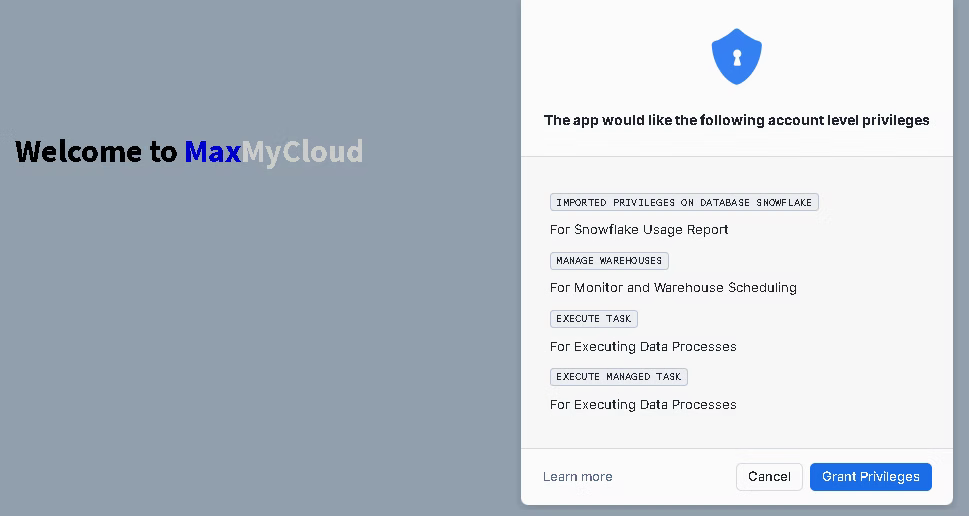 Welcome to MaxMyCloud
The app would like the following account level privileges
IMPORTED PRIVILEGES ON DATABASE SNOWFLAKE
For Snowflake Usage Report
MANAGE WAREHOUSES
For Monitor and Warehouse Scheduling
EXECUTE TASK
For Executing Data Processes
EXECUTE MANAGED TASK
For Executing Data Processes
Learn more
Cancel
Grant Privileges